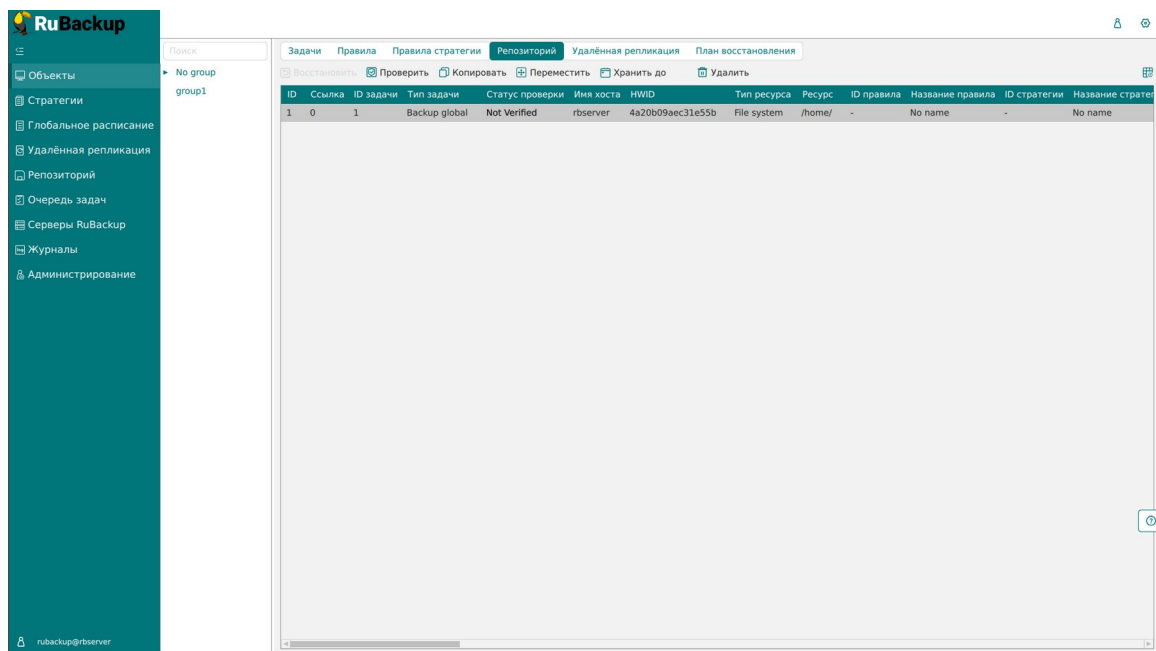 RuBackup
Объекты
Стратегии
Глобальное расписание
Удалённая репликация
Репозиторий
Очередь задач
Серверы RuBackup
Журналы
Администрирование
rubackup@rbserver
Поиск
No group
group1
Задачи Правила Правила стратегии Репозиторий Удалённая репликация План восстановления
Восстановить Проверить Копировать Переместить Хранить до Удалить
ID Ссылка ID задачи Тип задачи Статус проверки Имя хоста HWID Тип ресурса Ресурс ID правила Название правила ID стратегии Название стратег
1 0 1 Backup global Not Verified rbserver 4a20b09aec31e55b File system /home/ - No name - No name